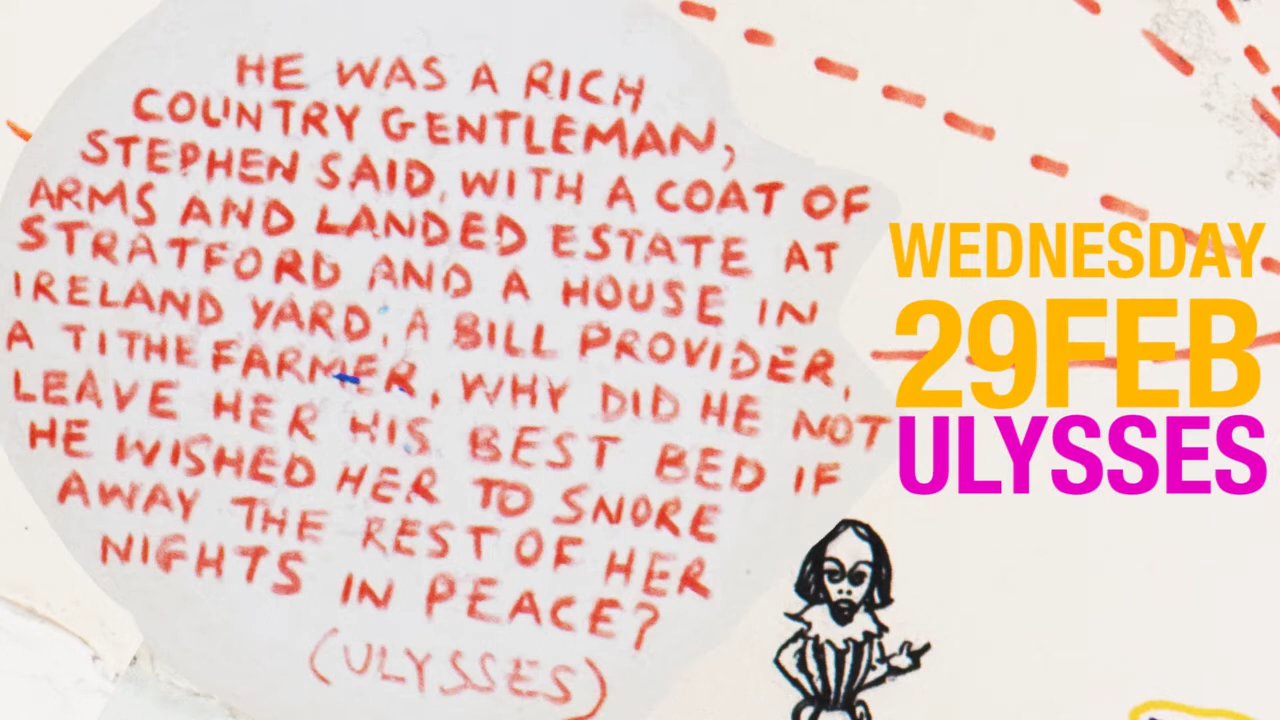 HE WAS A RICH
COUNTRY GENTLEMAN,
STEPHEN SAID, WITH A COAT OF
ARMS AND LANDED ESTATE AT
STRATFORD AND A HOUSE IN
IRELAND YARD, A BILL PROVIDER,
A TITHE FARMER, WHY DID HE NOT
LEAVE HER HIS BEST BED IF
HE WISHED HER TO SNORE
AWAY THE REST OF HER
NIGHTS IN PEACE?
(ULYSSES)
WEDNESDAY
29FEB
ULYSSES